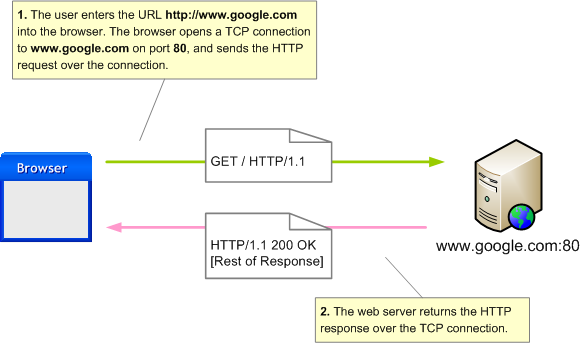 1. The user enters the URL http://www.google.com
into the browser. The browser opens a TCP connection
to www.google.com on port 80, and sends the HTTP
request over the connection.
GET / HTTP/1.1
Browser
HTTP/1.1 200 OK
[Rest of Response]
www.google.com:80
2. The web server returns the HTTP
response over the TCP connection.